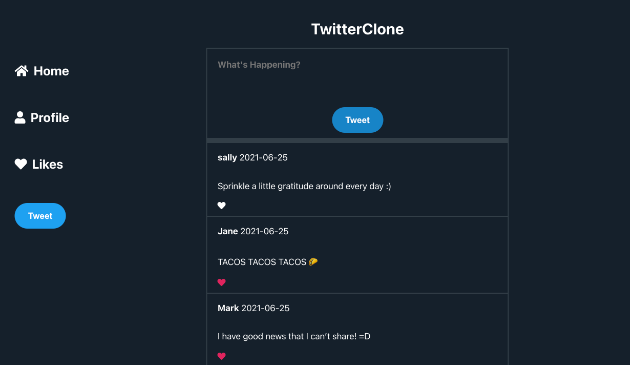 TwitterClone
Home
Profile
Likes
Tweet
What's Happening?
Tweet
sally 2021-06-25
Sprinkle a little gratitude around every day :)
Jane 2021-06-25
TACOS TACOS TACOS 🌮
Mark 2021-06-25
I have good news that I can't share! =D